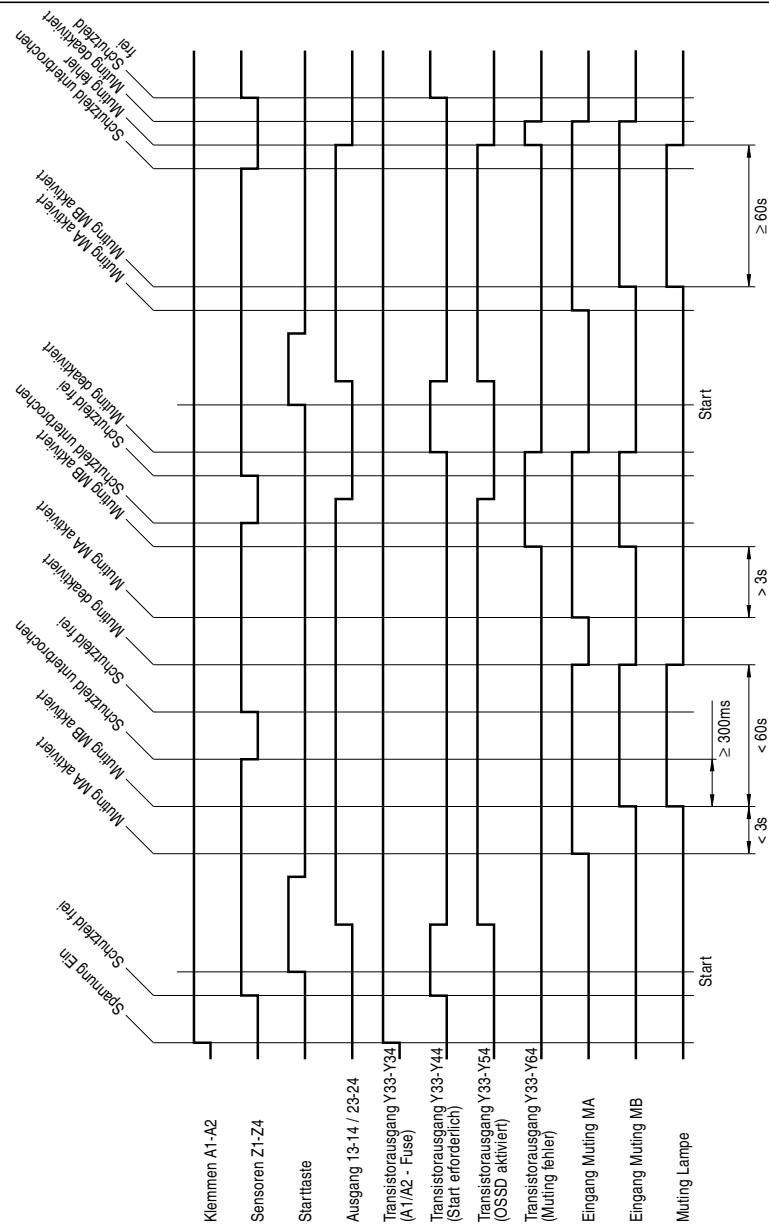 Klemmen A1-A2
Sensoren Z1-Z4
Starttaste
Ausgang 13-14 / 23-24
Transistorausgang Y33-Y34
(A1/A2 - Fuse)
Transistorausgang Y33-Y44
(Start erforderlich)
Transistorausgang Y33-Y54
(OSSD aktiviert)
Transistorausgang Y33-Y64
(Muting fehler)
Eingang Muting MA
Eingang Muting MB
Muting Lampe
Spannung Ein
Schutzfeld frei
Muting MA aktiviert
Muting MB aktiviert
Schutzfeld unterbrochen
Schutzfeld frei
Muting deaktiviert
Muting MA aktiviert
Muting MB aktiviert
Schutzfeld unterbrochen
Schutzfeld frei
Muting deaktiviert
Muting MA aktiviert
Muting MB aktiviert
Schutzfeld unterbrochen
Muting fehler
Muting deaktiviert
Schutzfeld
frei
Start
< 3s
≥ 300ms
< 60s
> 3s
Start
≥ 60s